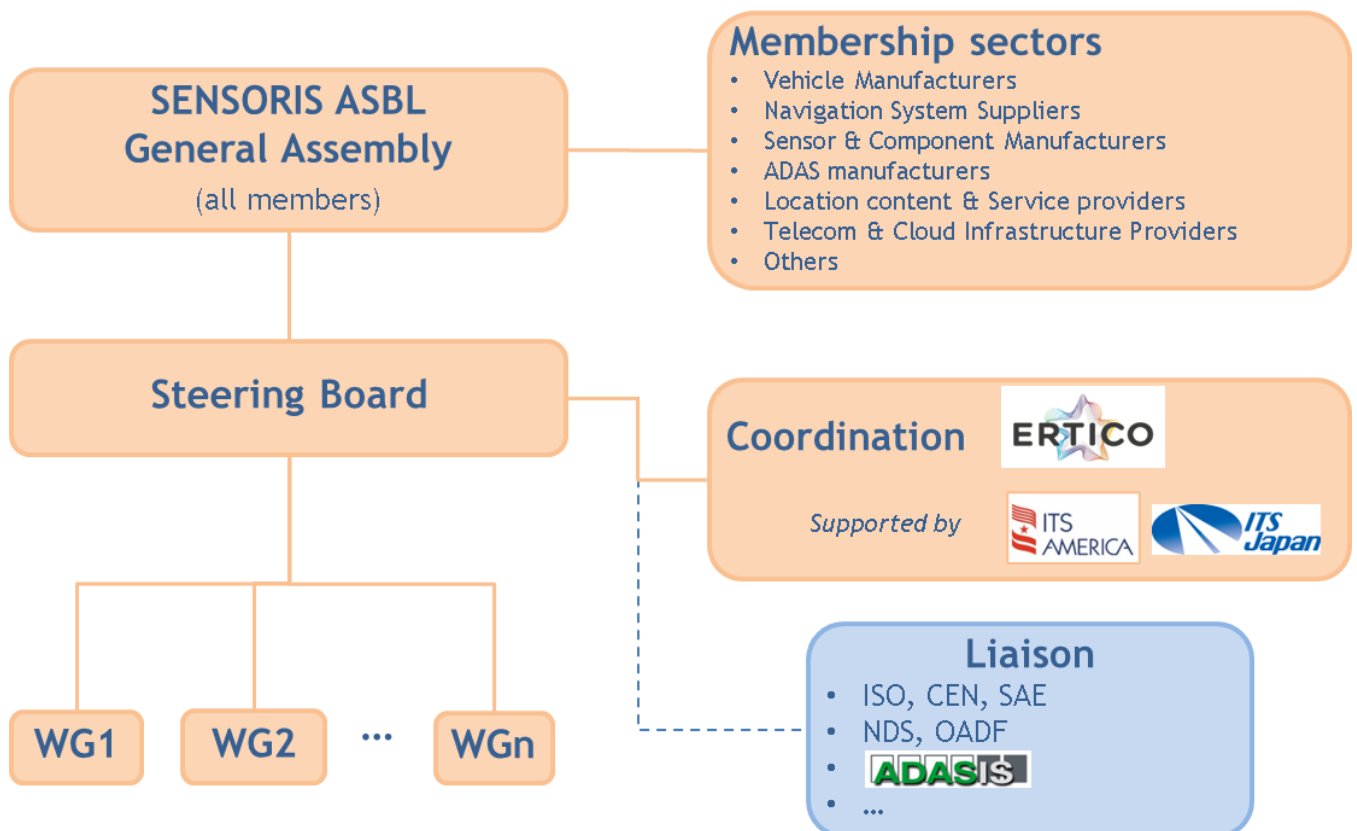 SENSORIS ASBL
General Assembly
(all members)
Membership sectors
• Vehicle Manufacturers
• Navigation System Suppliers
• Sensor & Component Manufacturers
• ADAS manufacturers
• Location content & Service providers
• Telecom & Cloud Infrastructure Providers
• Others
Steering Board
Coordination
ERTICO
Supported by
ITS
AMERICA
ITS
Japan
WG1
WG2
...
WGn
Liaison
• ISO, CEN, SAE
• NDS, OADF
• ADASIS
• ...